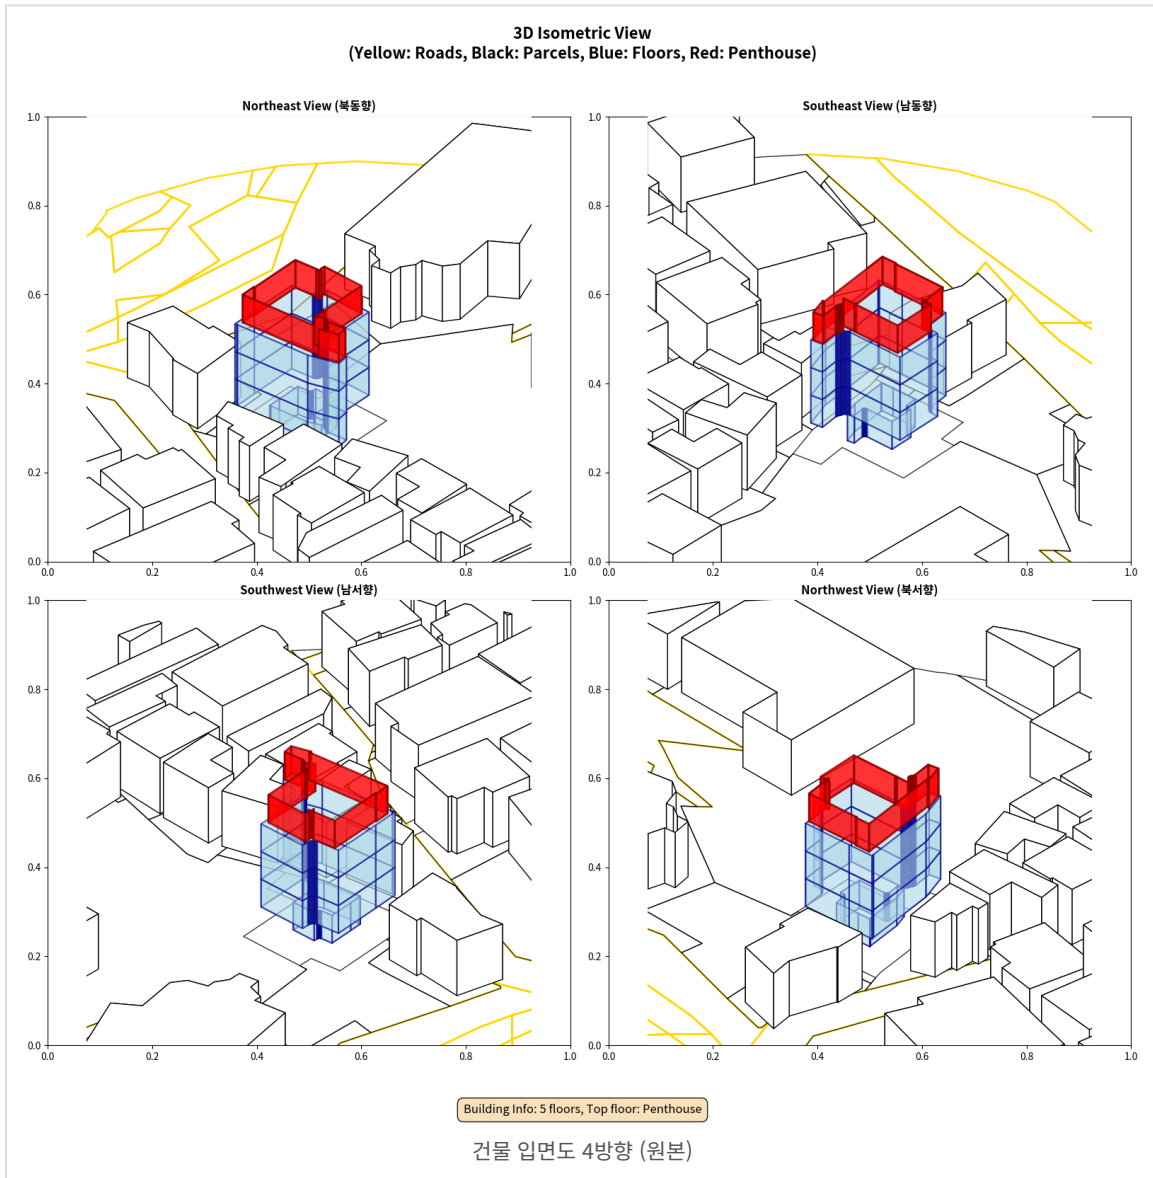 3D Isometric View
(Yellow: Roads, Black: Parcels, Blue: Floors, Red: Penthouse)
Northeast View (북동향)
1.0
0.8
0.6
0.4
0.2
0.0
0.0 0.2 0.4 0.6 0.8 1.0
Southeast View (남동향)
1.0
0.8
0.6
0.4
0.2
0.0
0.0 0.2 0.4 0.6 0.8 1.0
Southwest View (남서향)
1.0
0.8
0.6
0.4
0.2
0.0
0.0 0.2 0.4 0.6 0.8 1.0
Northwest View (북서향)
1.0
0.8
0.6
0.4
0.2
0.0
0.0 0.2 0.4 0.6 0.8 1.0
Building Info: 5 floors, Top floor: Penthouse
건물 입면도 4방향 (원본)